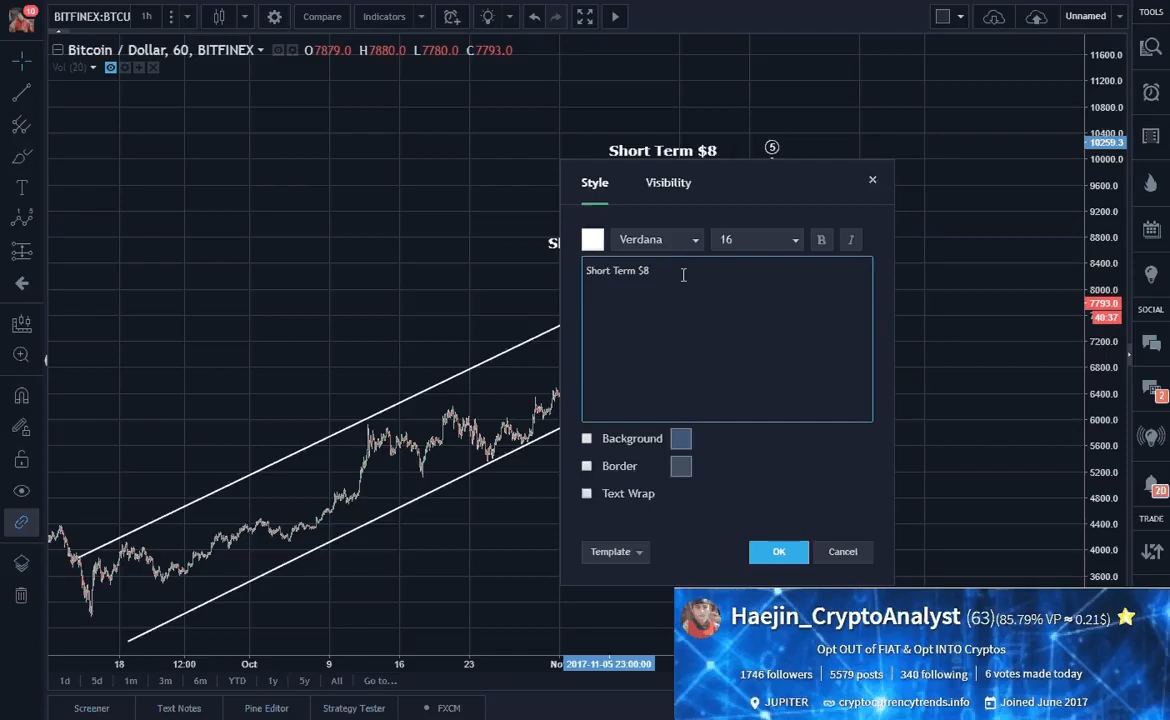 10
BITFINEX:BTCU
1h
Compare
Indicators
Unnamed
TOOLS
Bitcoin / Dollar, 60, BITFINEX
O7879.0 H7880.0 L7780.0 C7793.0
Vol (20)
11600.0
11200.0
10800.0
10400.0
10259.3
10000.0
9600.0
9200.0
8800.0
8400.0
8000.0
7793.0
40:37
7200.0
6800.0
6400.0
6000.0
5600.0
5200.0
4800.0
4400.0
4000.0
3600.0
Short Term $8
5
Style
Visibility
×
Verdana
16
B
I
Short Term $8
Background
Border
Text Wrap
Template
OK
Cancel
SOCIAL
2
20
TRADE
18
12:00
Oct
9
16
23
2017-11-05 23:00:00
1d
5d
1m
3m
6m
YTD
1y
5y
All
Go to...
Screener
Text Notes
Pine Editor
Strategy Tester
FXCM
Haejin_CryptoAnalyst (63)(85.79% VP ≈ 0.21$)
Opt OUT of FIAT & Opt INTO Cryptos
1746 followers | 5579 posts | 340 following | 6 votes made today
JUPITER cryptocurrencytrends.info Joined June 2017